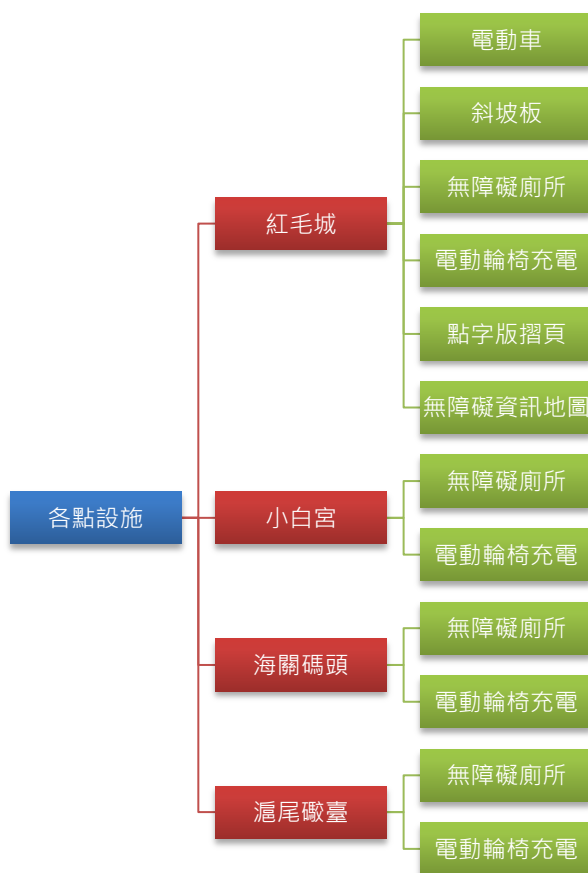 各點設施
紅毛城
電動車
斜坡板
無障礙廁所
電動輪椅充電
點字版摺頁
無障礙資訊地圖
小白宮
無障礙廁所
電動輪椅充電
海關碼頭
無障礙廁所
電動輪椅充電
滬尾礮臺
無障礙廁所
電動輪椅充電